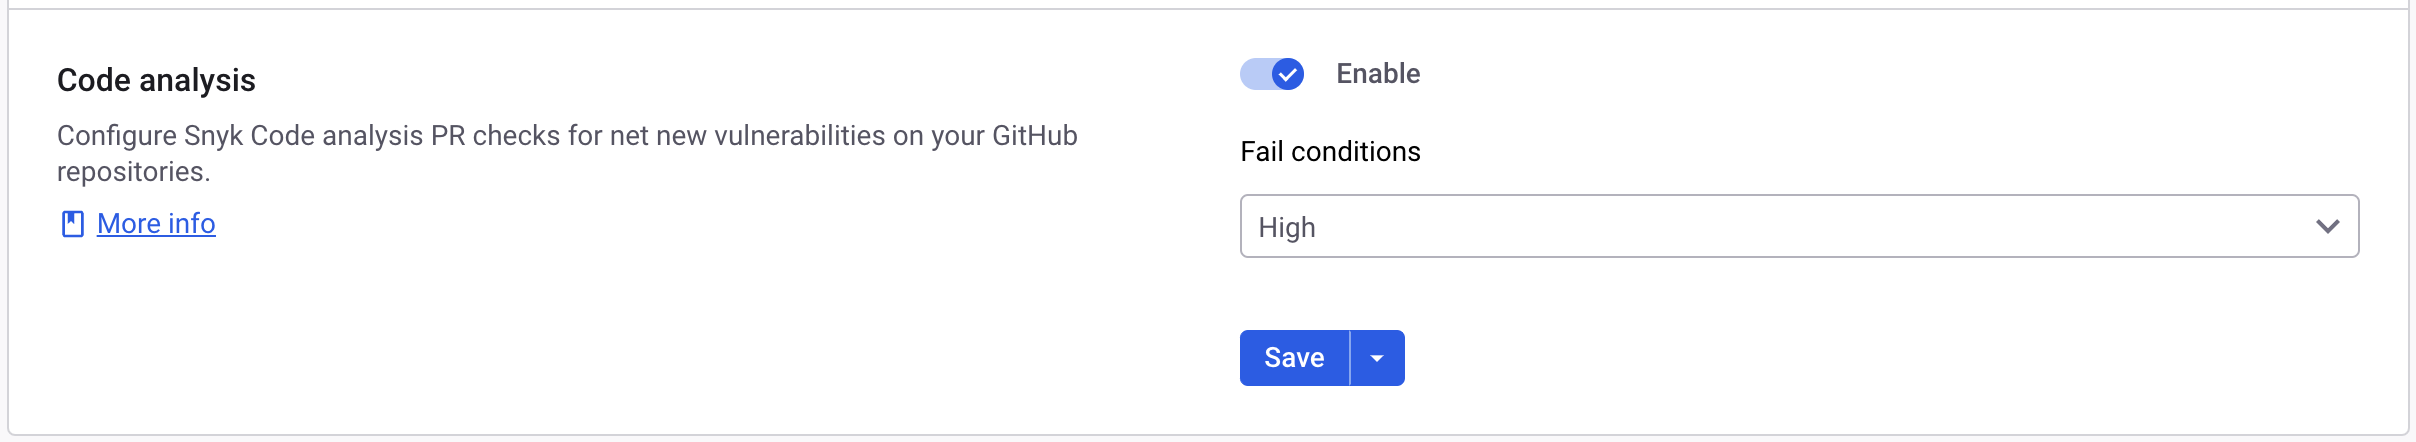 Code analysis
Configure Snyk Code analysis PR checks for net new vulnerabilities on your GitHub
repositories.
More info
Enable
Fail conditions
High
Save